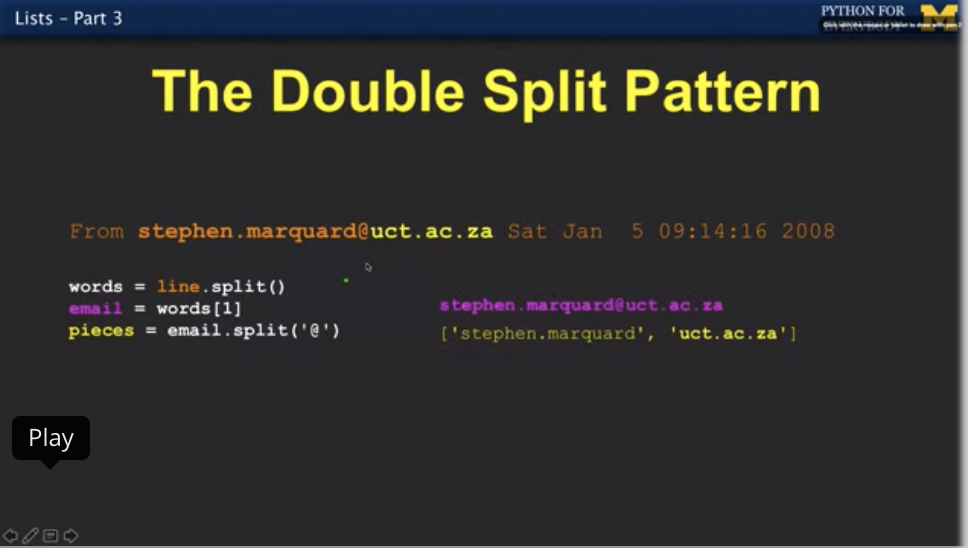 Lists – Part 3
PYTHON FOR
EVERYBODY
The Double Split Pattern
From stephen.marquard@uct.ac.za Sat Jan  5 09:14:16 2008
words = line.split()
email = words[1]
pieces = email.split('@')
stephen.marquard@uct.ac.za
['stephen.marquard', 'uct.ac.za']
Play